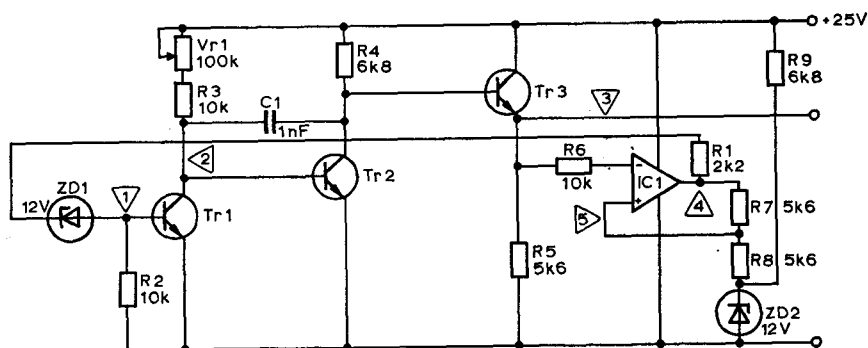 +25V
Vr1
100k
R4
6k8
R9
6k8
R3
10k
C1
1nF
Tr3
3
2
R6
10k
R1
2k2
ZD1
12V
1
Tr1
Tr2
-
IC1
+
4
5
R7 5k6
R2
10k
R5
5k6
R8 5k6
ZD2
12V